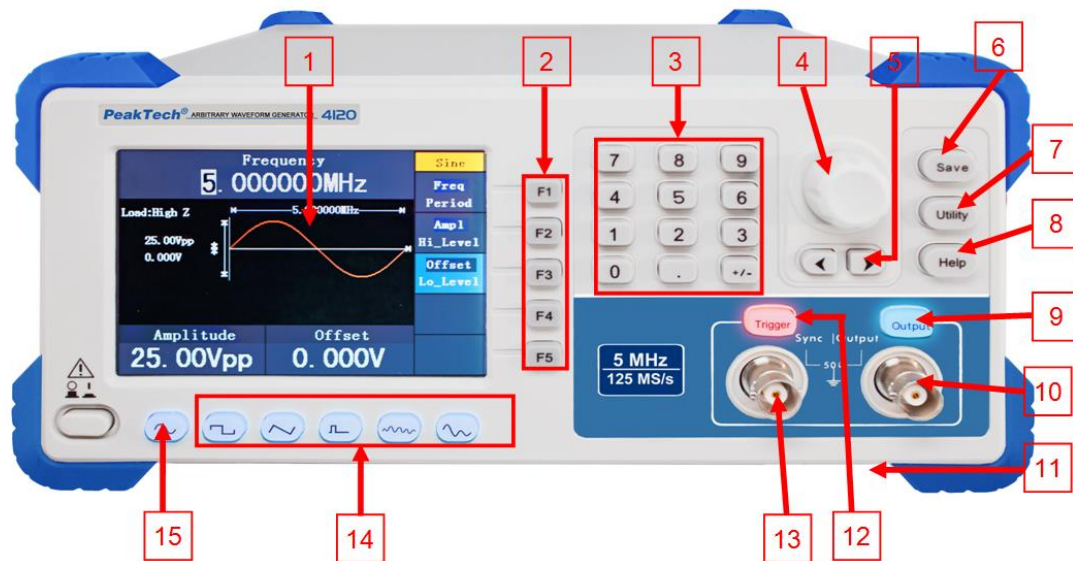 1
2
3
4
5
6
7
8
9
10
11
12
13
14
15
PeakTech® ARBITRARY WAVEFORM GENERATOR 4120
Frequency
5.000000MHz
Load:High Z
5.000000MHz
25.00Vpp
0.000V
Sine
Freq
Period
Ampl
Hi_Level
Offset
Lo_Level
Amplitude
25.00Vpp
Offset
0.000V
F1
F2
F3
F4
F5
7 8 9
4 5 6
1 2 3
0 . +/-
Save
Utility
Help
Trigger
Output
Sync | Output
5 MHz
125 MS/s